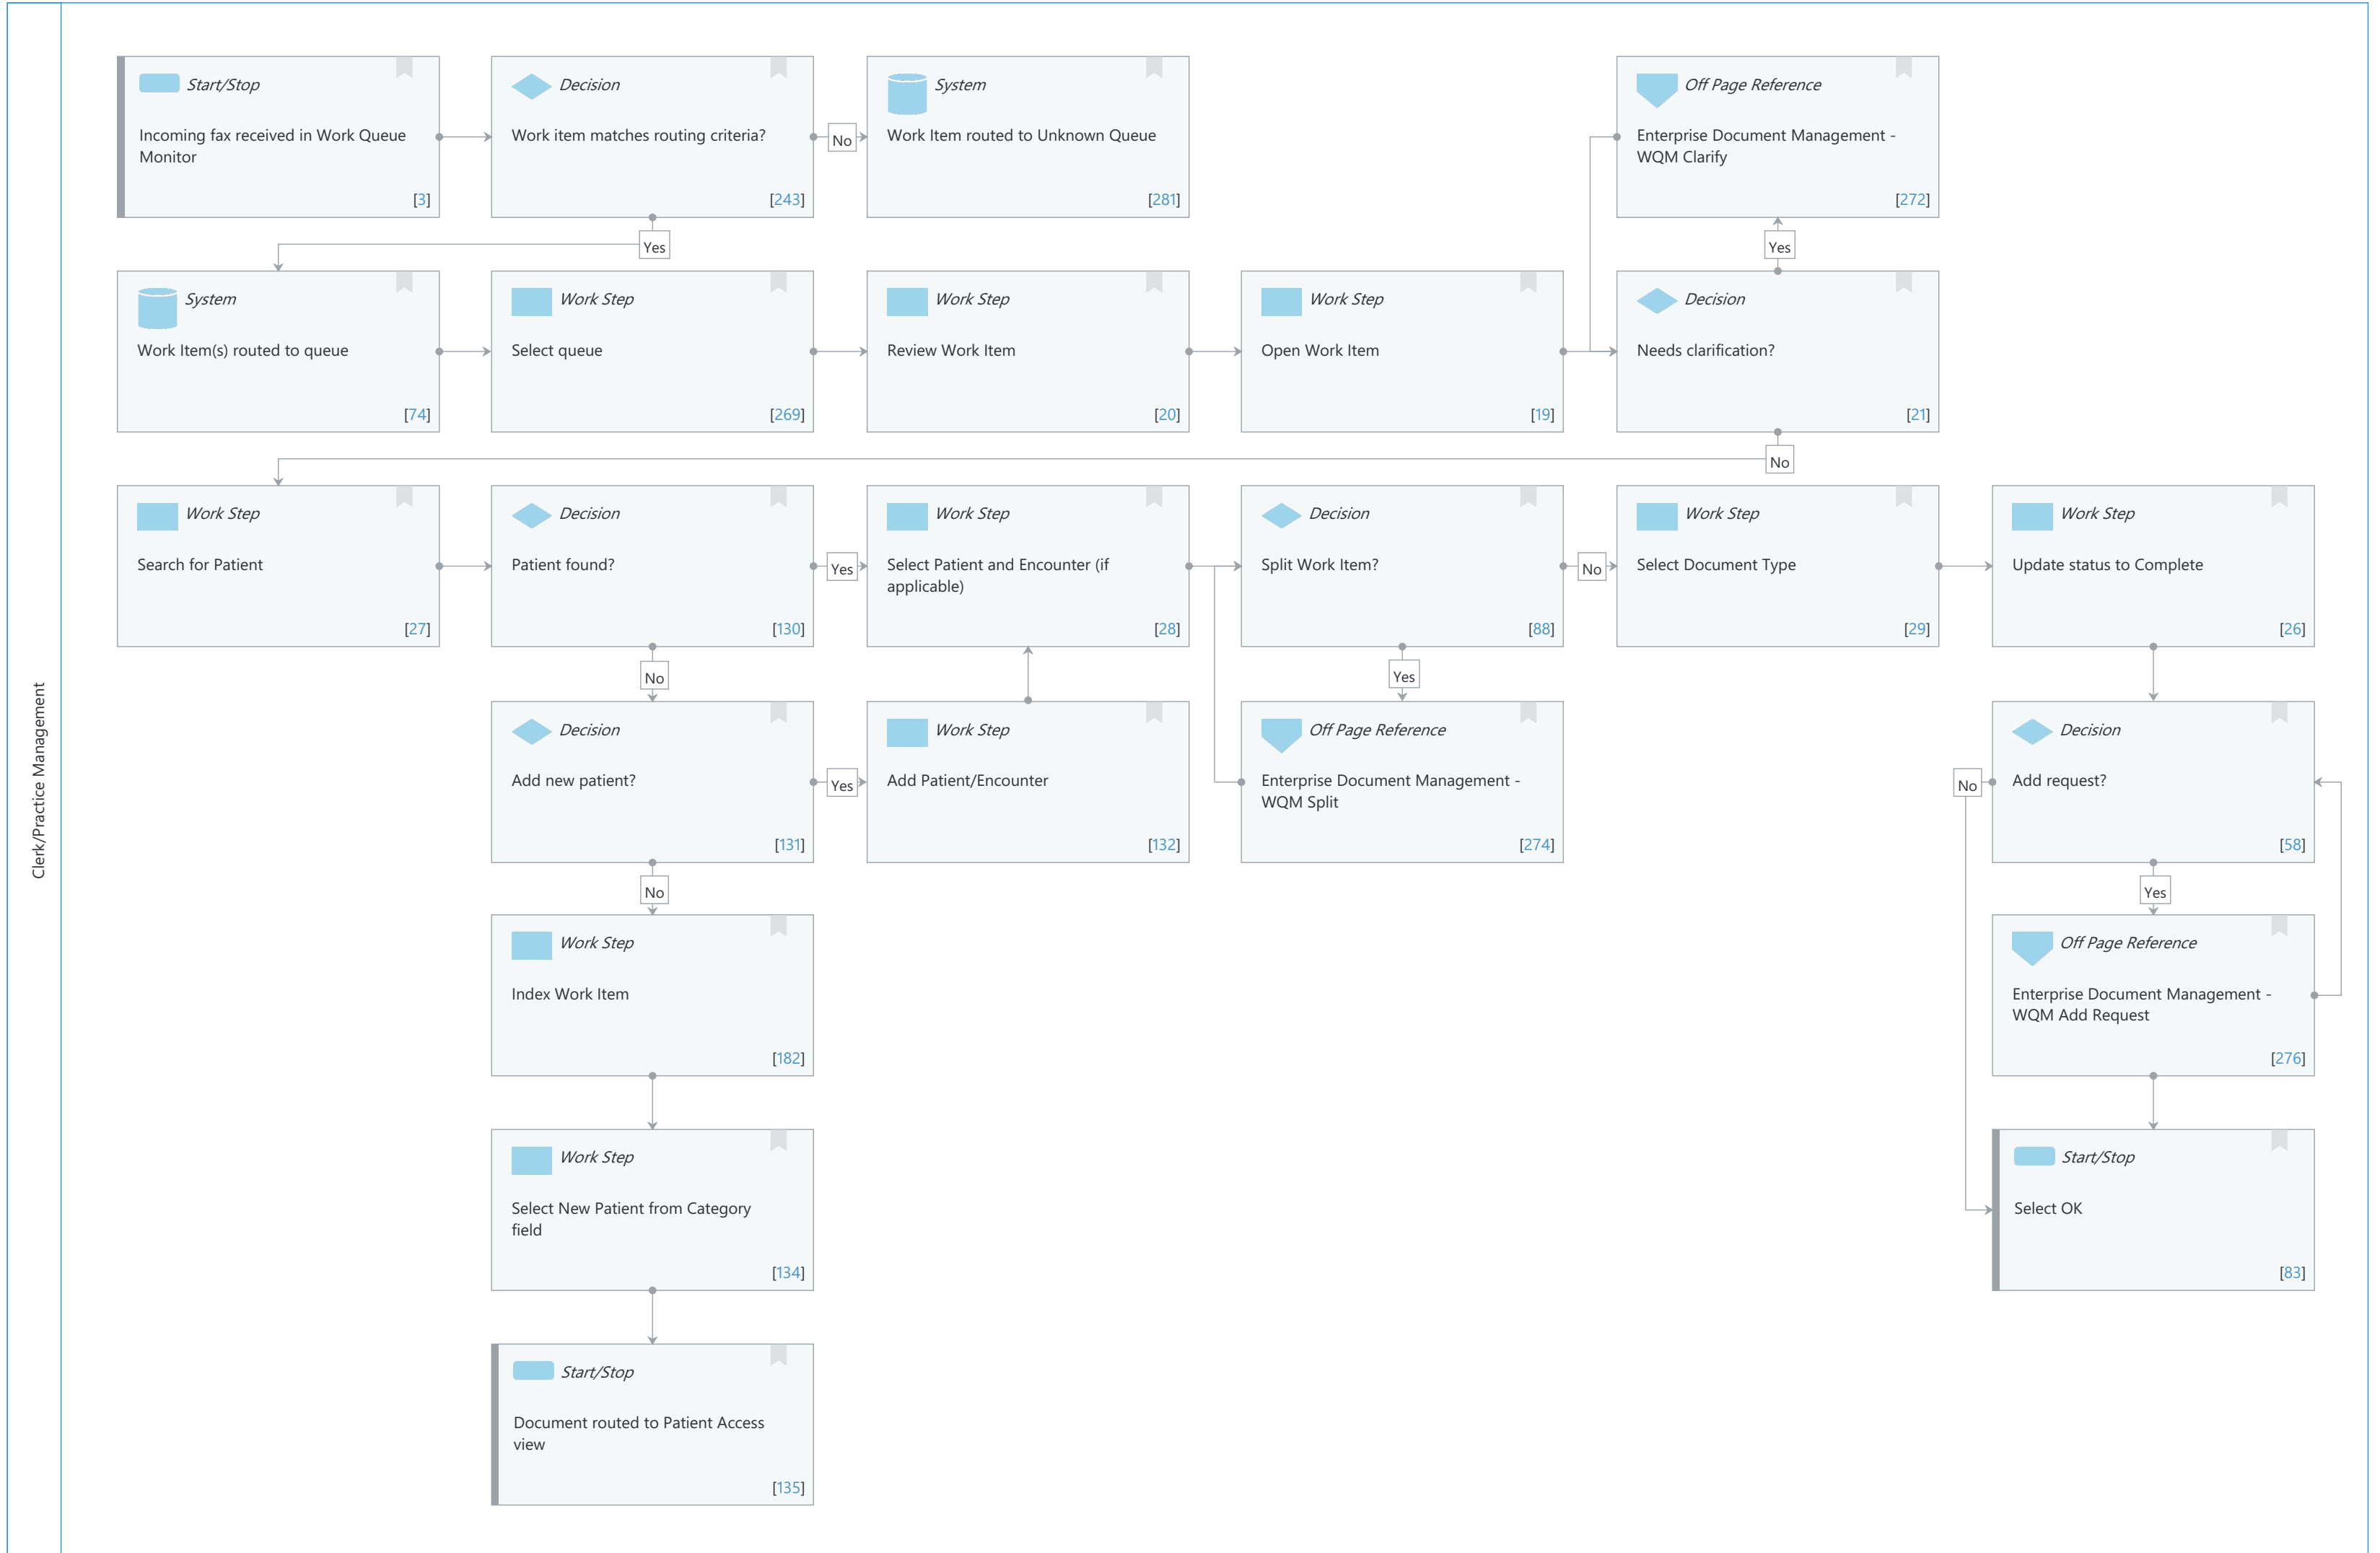 Clerk/Practice Management
Start/Stop
Incoming fax received in Work Queue
Monitor
[3]
Decision
Work item matches routing criteria?
[243]
No
System
Work Item routed to Unknown Queue
[281]
Off Page Reference
Enterprise Document Management -
WQM Clarify
[272]
Yes
Yes
System
Work Item(s) routed to queue
[74]
Work Step
Select queue
[269]
Work Step
Review Work Item
[20]
Work Step
Open Work Item
[19]
Decision
Needs clarification?
[21]
No
Work Step
Search for Patient
[27]
Decision
Patient found?
[130]
Yes
Work Step
Select Patient and Encounter (if
applicable)
[28]
Decision
Split Work Item?
[88]
No
Work Step
Select Document Type
[29]
Work Step
Update status to Complete
[26]
No
Yes
Decision
Add new patient?
[131]
Yes
Work Step
Add Patient/Encounter
[132]
Off Page Reference
Enterprise Document Management -
WQM Split
[274]
No
Decision
Add request?
[58]
No
Yes
Work Step
Index Work Item
[182]
Off Page Reference
Enterprise Document Management -
WQM Add Request
[276]
Work Step
Select New Patient from Category
field
[134]
Start/Stop
Select OK
[83]
Start/Stop
Document routed to Patient Access
view
[135]